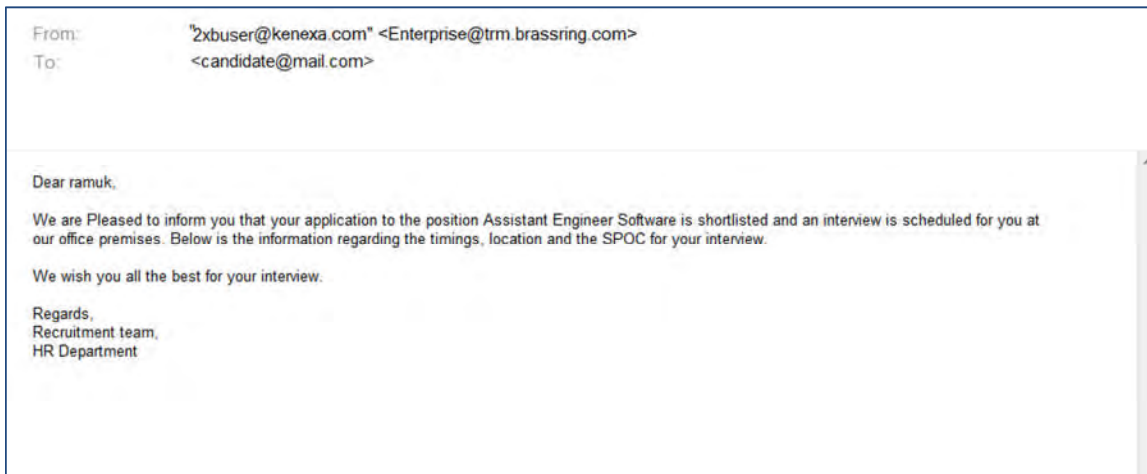 From: "2xbuser@kenexa.com" <Enterprise@trm.brassring.com>
To: <candidate@mail.com>
Dear ramuk,
We are Pleased to inform you that your application to the position Assistant Engineer Software is shortlisted and an interview is scheduled for you at
our office premises. Below is the information regarding the timings, location and the SPOC for your interview.
We wish you all the best for your interview.
Regards,
Recruitment team,
HR Department